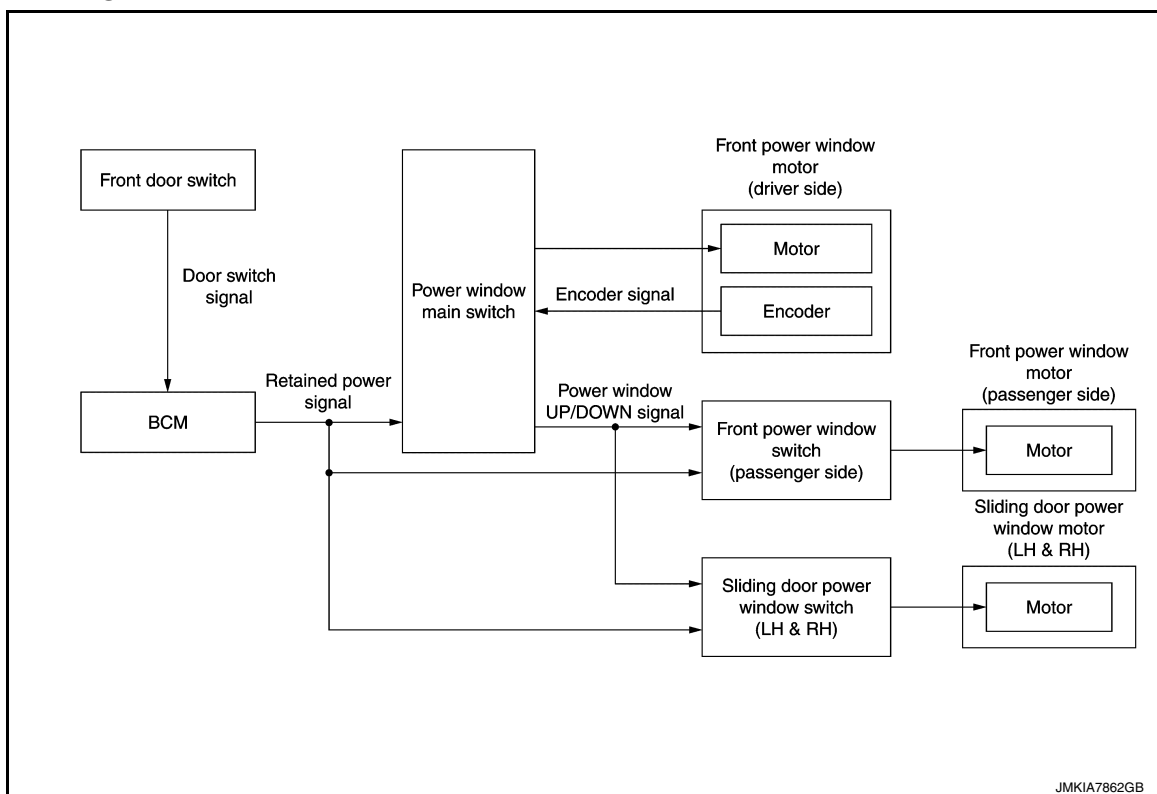 Front power window
motor
(driver side)
Front door switch
Motor
Door switch
signal
Power window
main switch
Encoder signal
Encoder
Front power window
motor
(passenger side)
Retained power
signal
Power window
UP/DOWN signal
BCM
Front power window
switch
(passenger side)
Motor
Sliding door power
window motor
(LH & RH)
Sliding door power
window switch
(LH & RH)
Motor
JMKIA7862GB